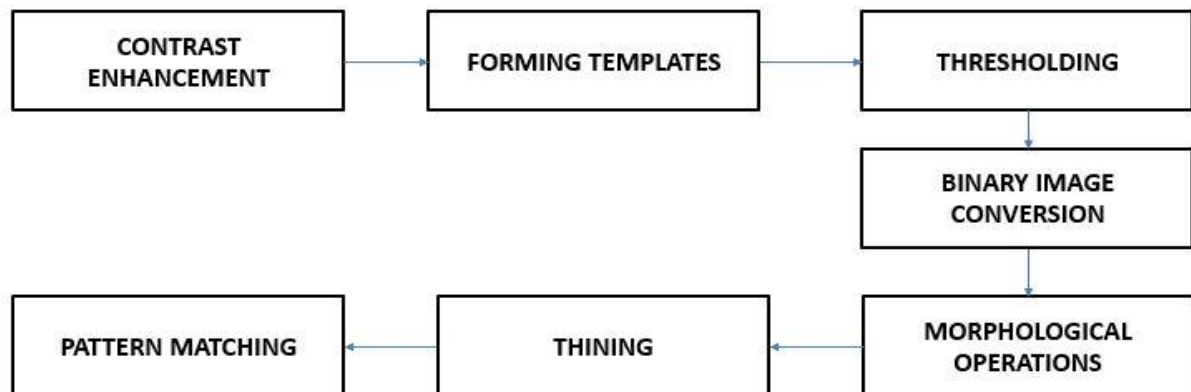 CONTRAST
ENHANCEMENT
FORMING TEMPLATES
THRESHOLDING
BINARY IMAGE
CONVERSION
MORPHOLOGICAL
OPERATIONS
THINING
PATTERN MATCHING